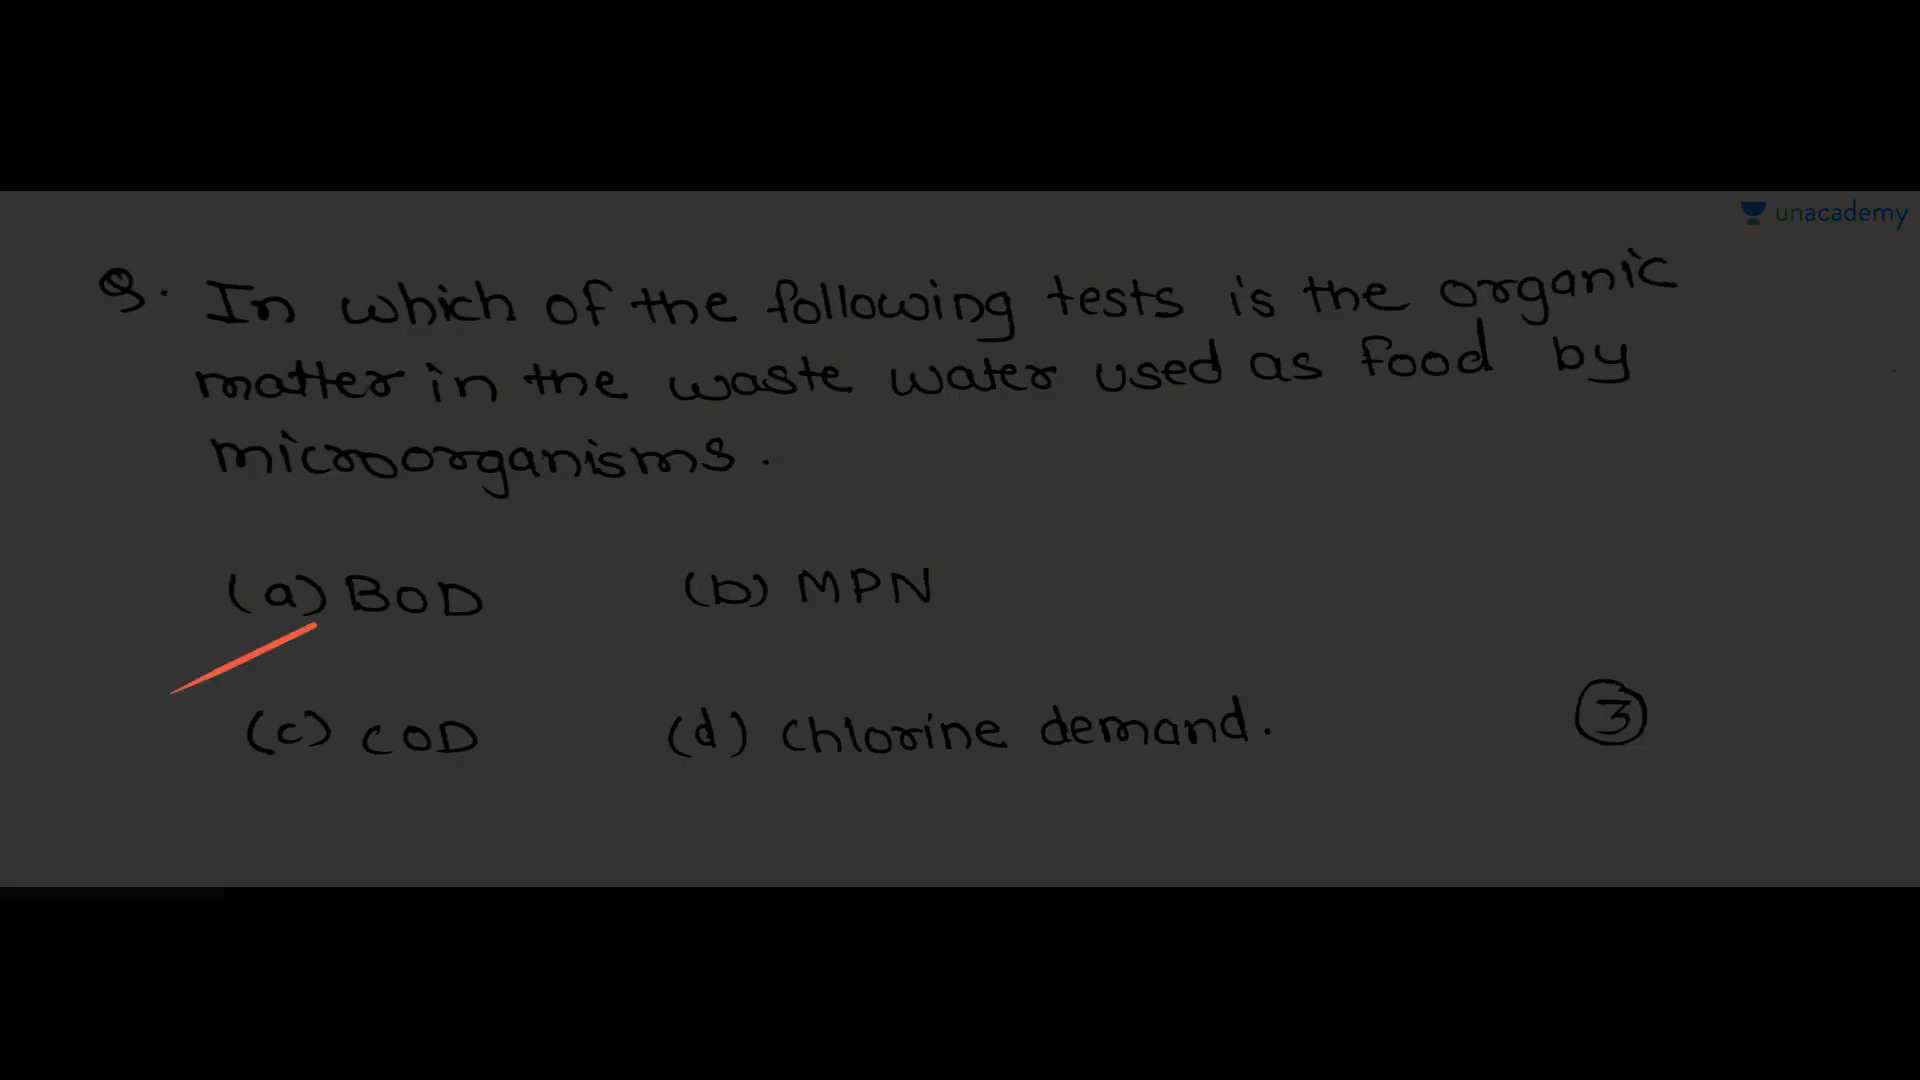 unacademy
Q. In which of the following tests is the organic
matter in the waste water used as food by
microorganisms.
(a) BOD (b) MPN
(c) COD (d) chlorine demand.
3